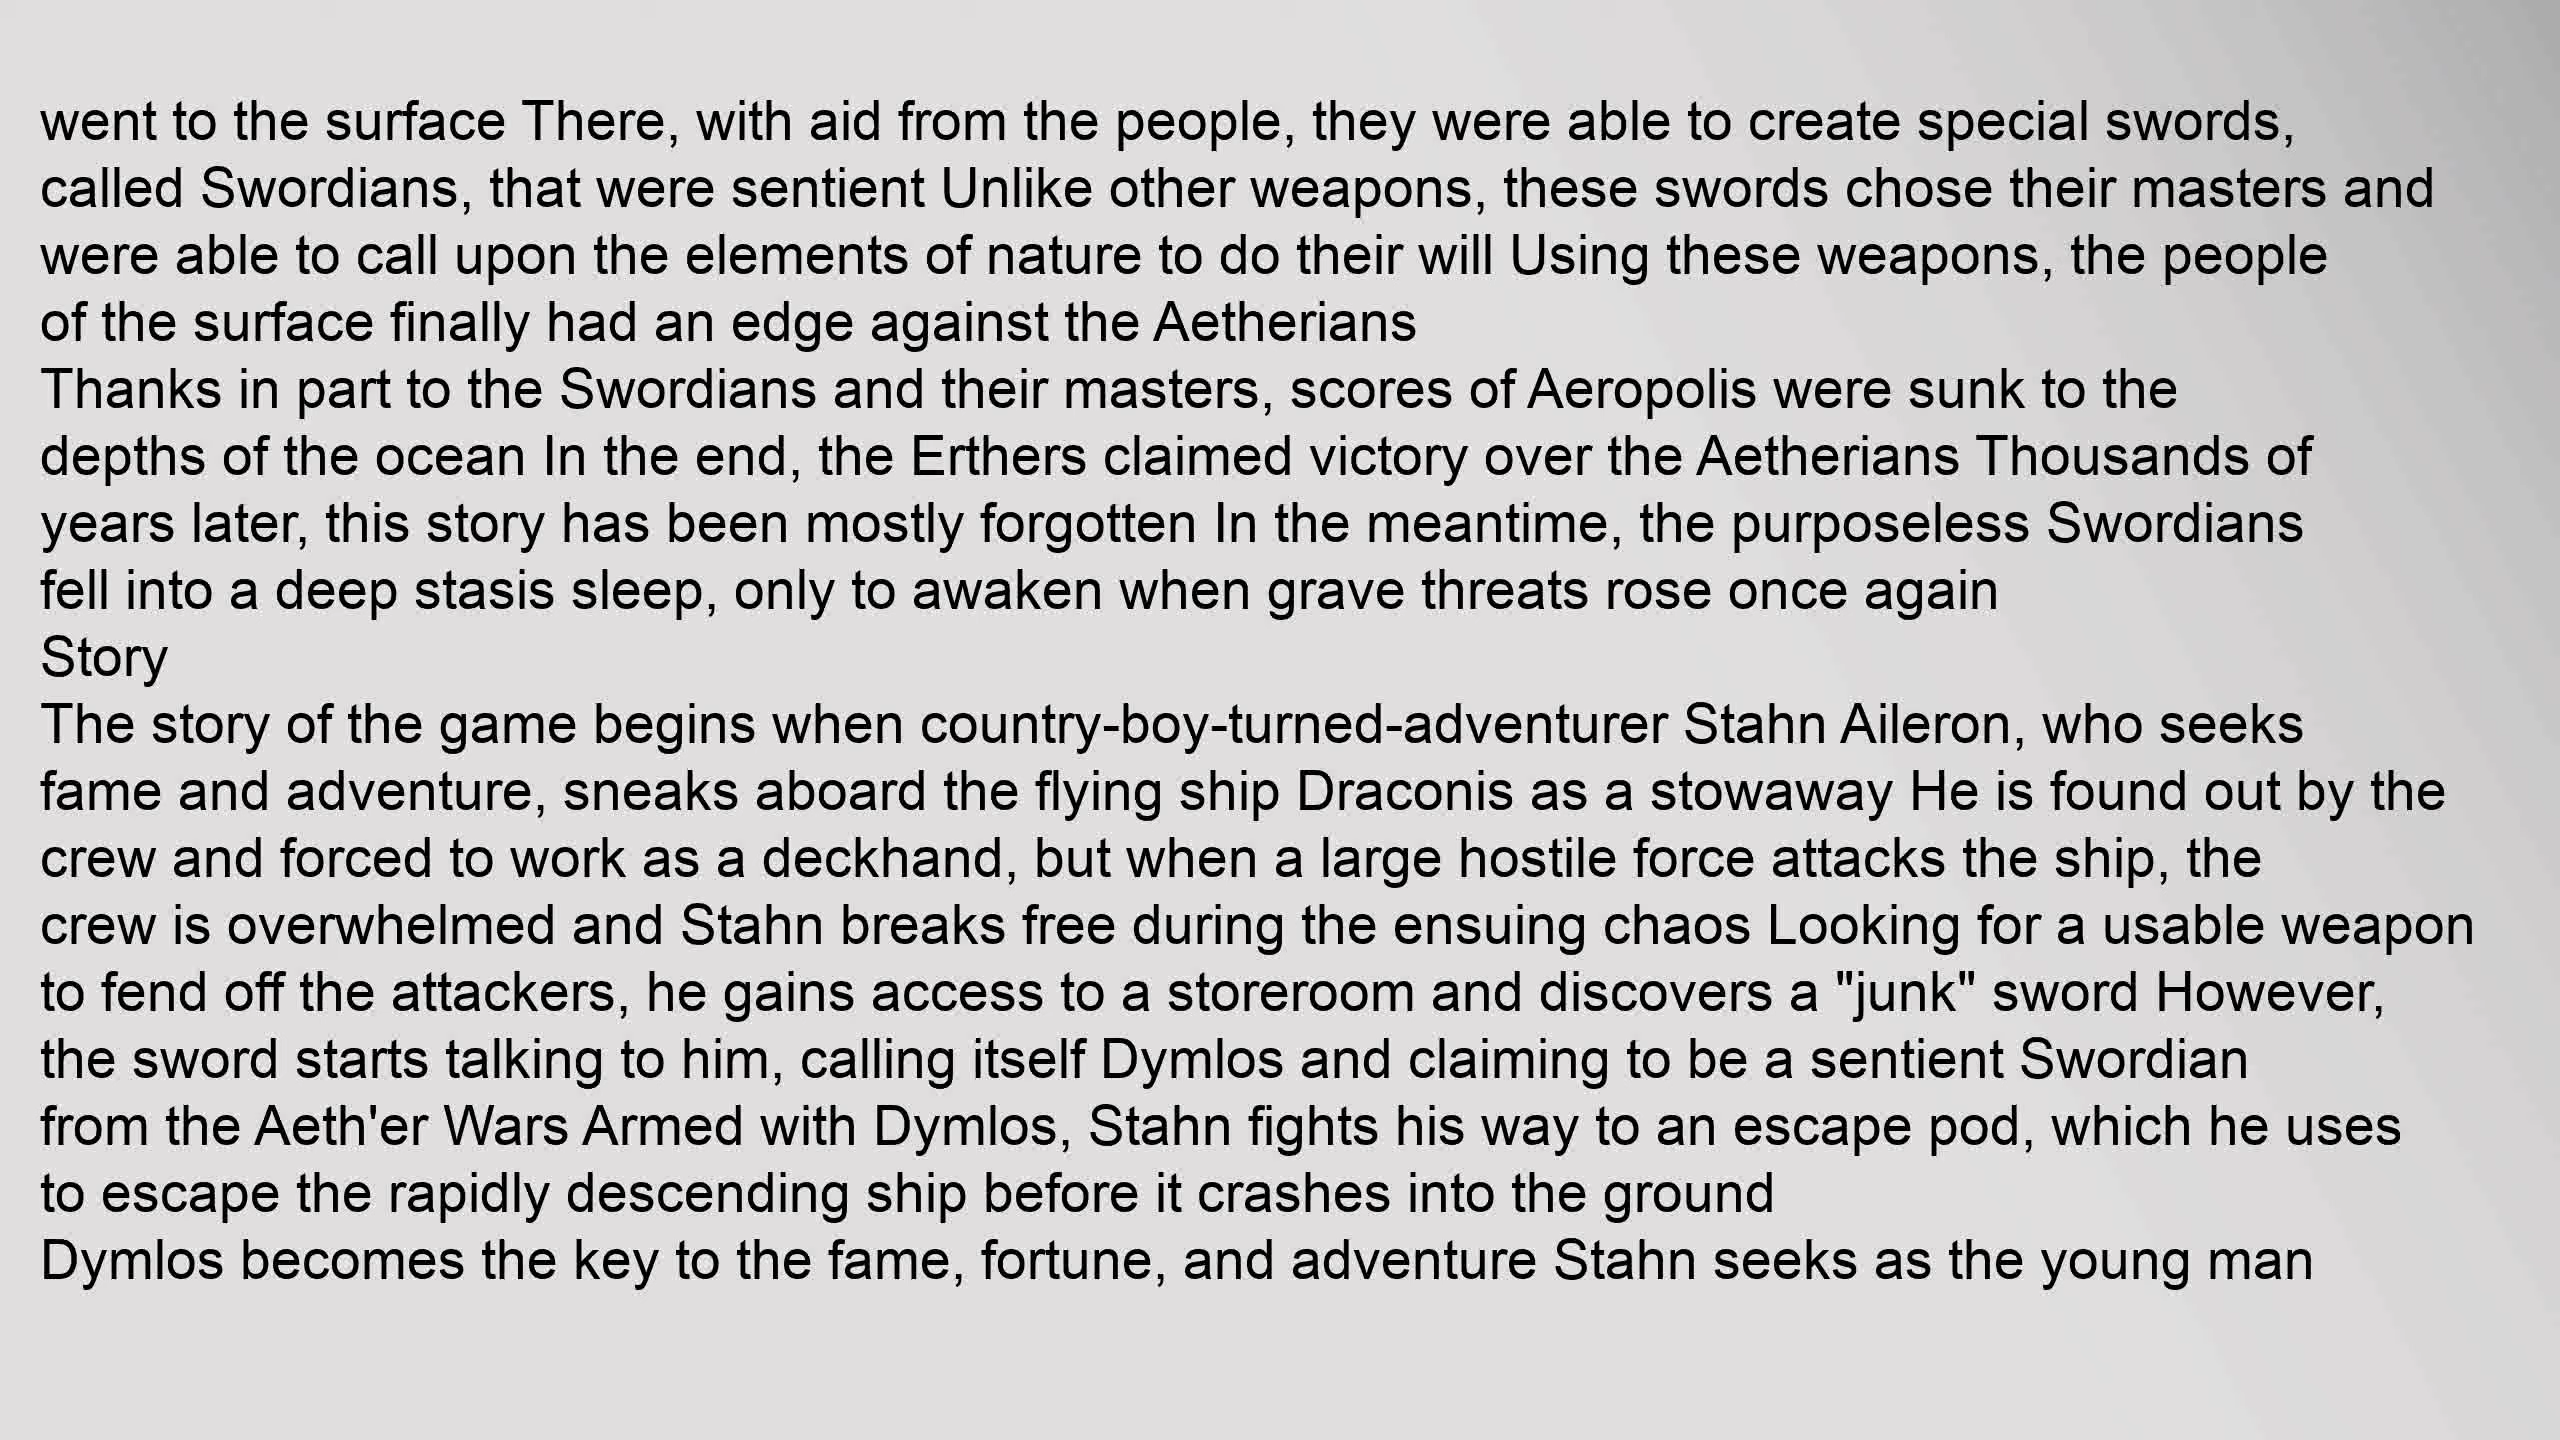 went to the surface There, with aid from the people, they were able to create special swords,
called Swordians, that were sentient Unlike other weapons, these swords chose their masters and
were able to call upon the elements of nature to do their will Using these weapons, the people
of the surface finally had an edge against the Aetherians
Thanks in part to the Swordians and their masters, scores of Aeropolis were sunk to the
depths of the ocean In the end, the Erthers claimed victory over the Aetherians Thousands of
years later, this story has been mostly forgotten In the meantime, the purposeless Swordians
fell into a deep stasis sleep, only to awaken when grave threats rose once again
Story
The story of the game begins when country-boy-turned-adventurer Stahn Aileron, who seeks
fame and adventure, sneaks aboard the flying ship Draconis as a stowaway He is found out by the
crew and forced to work as a deckhand, but when a large hostile force attacks the ship, the
crew is overwhelmed and Stahn breaks free during the ensuing chaos Looking for a usable weapon
to fend off the attackers, he gains access to a storeroom and discovers a "junk" sword However,
the sword starts talking to him, calling itself Dymlos and claiming to be a sentient Swordian
from the Aeth'er Wars Armed with Dymlos, Stahn fights his way to an escape pod, which he uses
to escape the rapidly descending ship before it crashes into the ground
Dymlos becomes the key to the fame, fortune, and adventure Stahn seeks as the young man